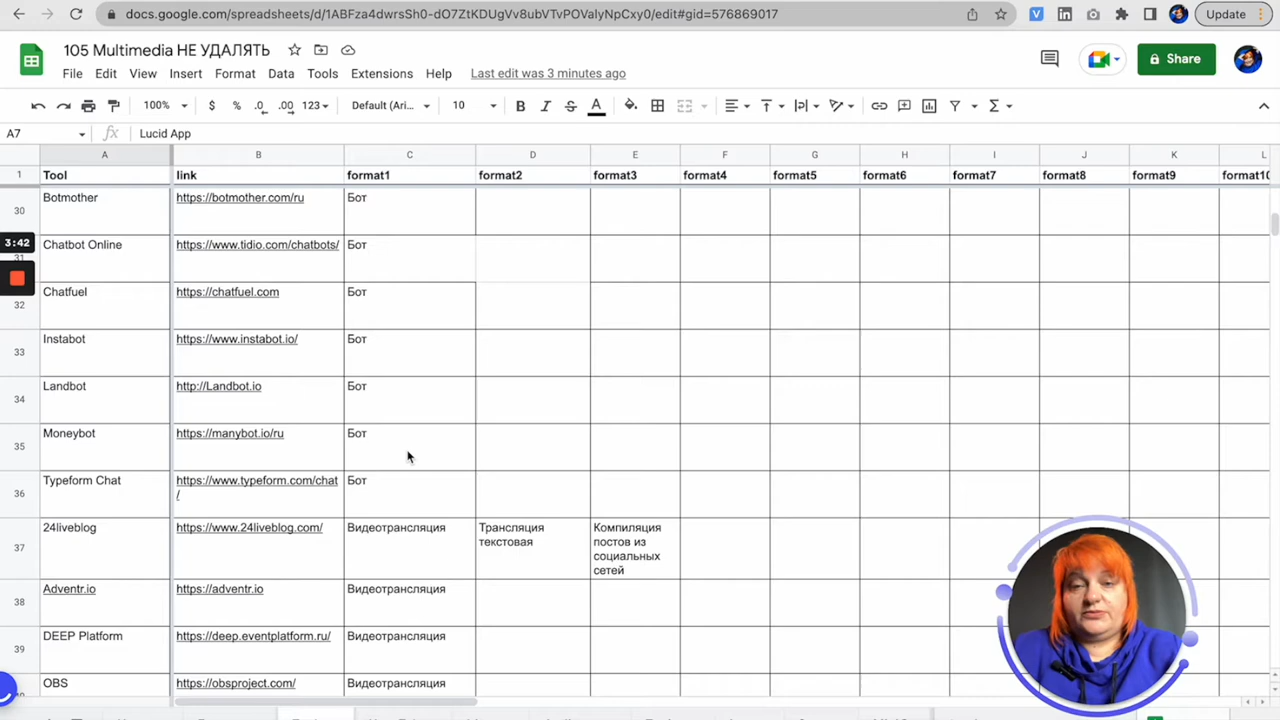 docs.google.com/spreadsheets/d/1ABFza4dwrsSh0-dO7ZtKDUgVv8ubVTvPOVaIyNpCxy0/edit#gid=576869017
Update
105 Multimedia НЕ УДАЛЯТЬ
File Edit View Insert Format Data Tools Extensions Help Last edit was 3 minutes ago
Share
100% $ % .0 .00 123 Default (Ari... 10 B I S A
A7 fx Lucid App
A B C D E F G H I J K L
1 Tool link format1 format2 format3 format4 format5 format6 format7 format8 format9 format10
30 Botmother https://botmother.com/ru Бот
3:42
31 Chatbot Online https://www.tidio.com/chatbots/ Бот
32 Chatfuel https://chatfuel.com Бот
33 Instabot https://www.instabot.io/ Бот
34 Landbot http://Landbot.io Бот
35 Moneybot https://manybot.io/ru Бот
36 Typeform Chat https://www.typeform.com/chat
/ Бот
37 24liveblog https://www.24liveblog.com/ Видеотрансляция Трансляция
текстовая Компиляция
постов из
социальных
сетей
38 Adventr.io https://adventr.io Видеотрансляция
39 DEEP Platform https://deep.eventplatform.ru/ Видеотрансляция
OBS https://obsproject.com/ Видеотрансляция